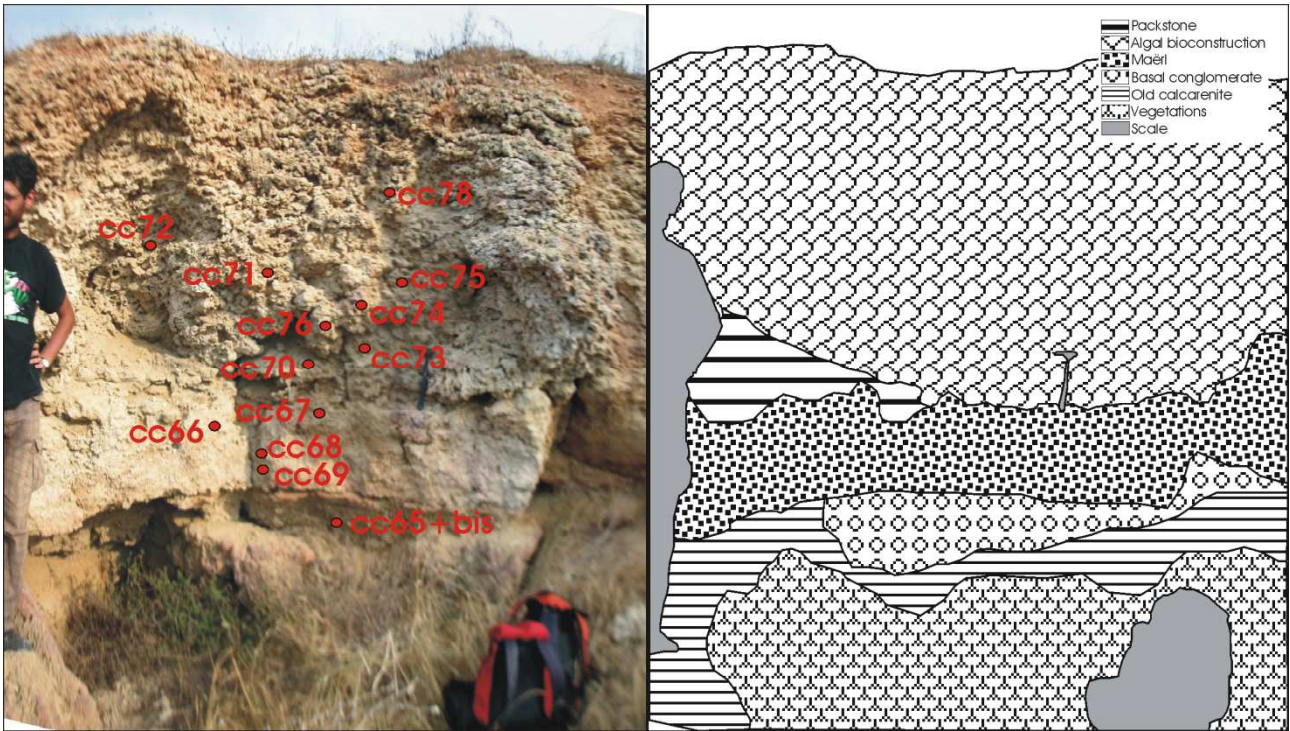 cc78
cc72
cc71
cc75
cc74
cc76
cc73
cc70
cc67
cc66
cc68
cc69
cc65+bis
Packstone
Algal bioconstruction
Maërl
Basal conglomerate
Old calcarenite
Vegetations
Scale